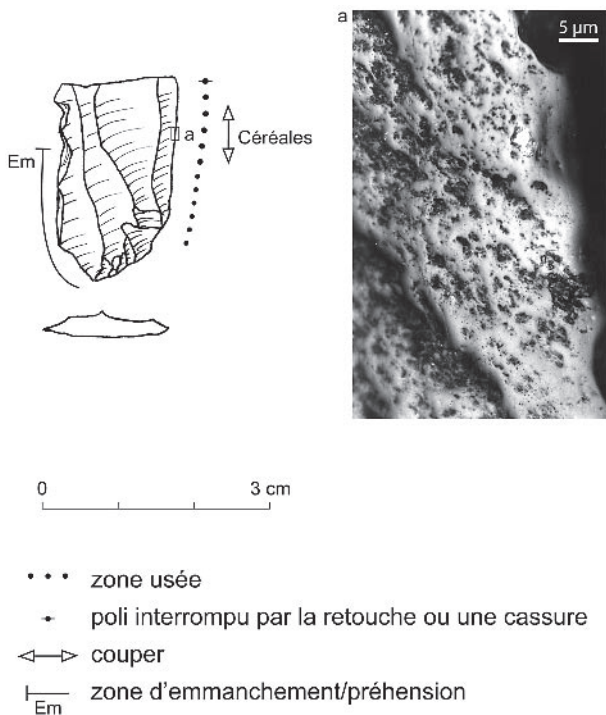 a
5 µm
Em
a
Céréales
0
3 cm
zone usée
poli interrompu par la retouche ou une cassure
couper
Em
zone d'emmanchement/préhension